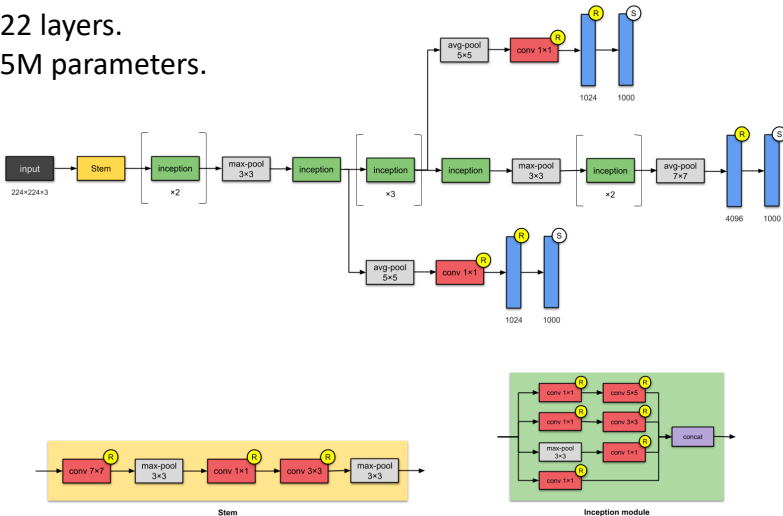 22 layers.
5M parameters.
R
S
avg-pool
5×5
conv 1×1
1024
1000
input
Stem
inception
max-pool
3×3
inception
inception
inception
max-pool
3×3
inception
avg-pool
7×7
R
S
224×224×3
×2
×3
×2
4096
1000
avg-pool
5×5
conv 1×1
R
R
S
1024
1000
R
conv 7×7
max-pool
3×3
conv 1×1
R
conv 3×3
R
max-pool
3×3
Stem
conv 1×1
R
conv 5×5
R
conv 1×1
R
conv 3×3
R
max-pool
3×3
conv 1×1
R
conv 1×1
R
concat
Inception module
R